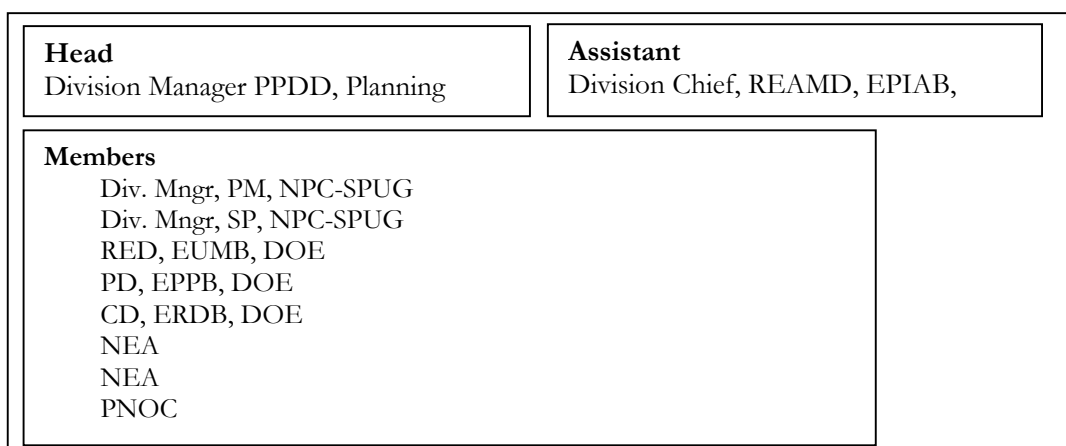 Head
Division Manager PPDD, Planning
Assistant
Division Chief, REAMD, EPIAB,
Members
Div. Mngr, PM, NPC-SPUG
Div. Mngr, SP, NPC-SPUG
RED, EUMB, DOE
PD, EPPB, DOE
CD, ERDB, DOE
NEA
NEA
PNOC